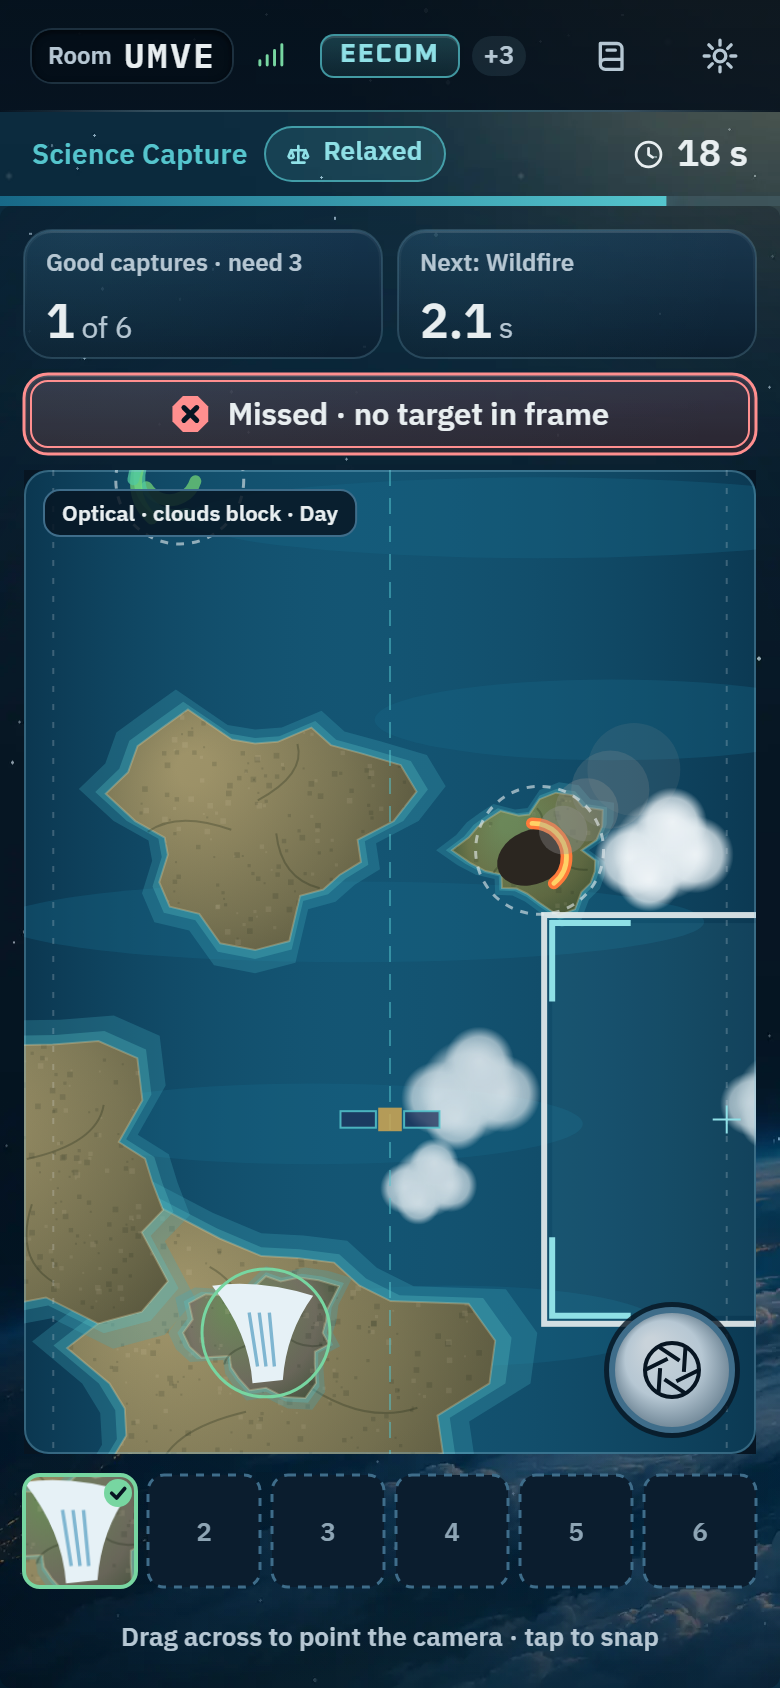 Room UMVE EECOM +3
Science Capture Relaxed 18 s
Good captures · need 3
1 of 6
Next: Wildfire
2.1 s
Missed · no target in frame
Optical · clouds block · Day
2 3 4 5 6
Drag across to point the camera · tap to snap